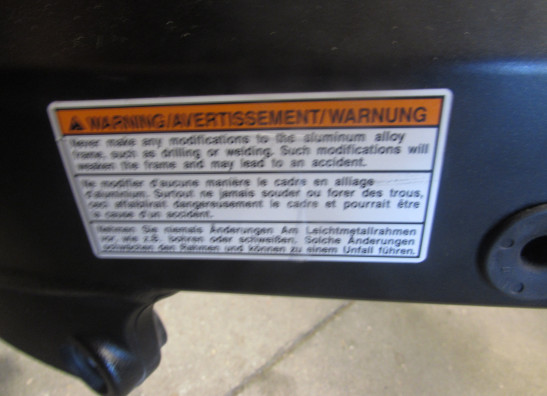 WARNING/AVERTISSEMENT/WARNUNG
Never make any modifications to the aluminum alloy
frame, such as drilling or welding. Such modifications will
weaken the frame and may lead to an accident.
Ne modifier d'aucune manière le cadre en alliage
d'aluminium. Surtout ne jamais souder ou forer des trous,
ceci affaiblirait dangereusement le cadre et pourrait être
la cause d'un accident.
Nehmen Sie niemals Änderungen Am Leichtmetallrahmen
vor, wie z.B. bohren oder schweißen. Solche Änderungen
schwächen den Rahmen und können zu einem Unfall führen.